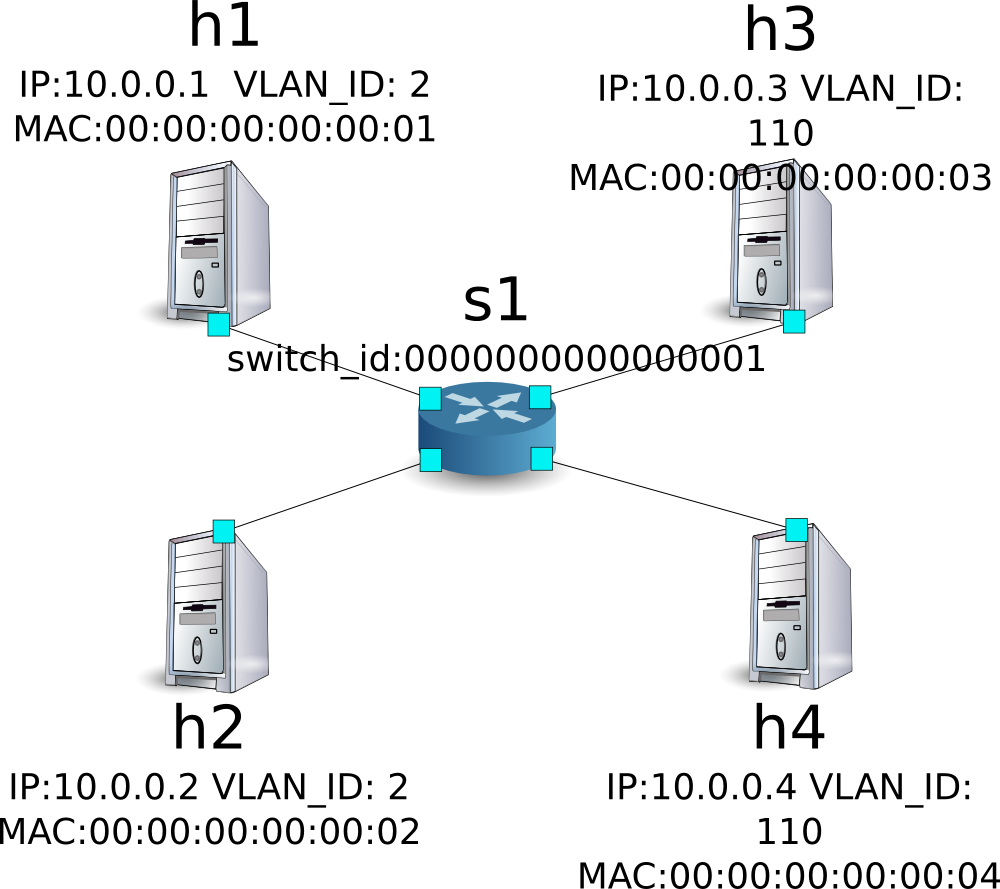 h1
IP:10.0.0.1  VLAN_ID: 2
MAC:00:00:00:00:00:01
h3
IP:10.0.0.3 VLAN_ID:
110
MAC:00:00:00:00:00:03
s1
switch_id:0000000000000001
h2
IP:10.0.0.2 VLAN_ID: 2
MAC:00:00:00:00:00:02
h4
IP:10.0.0.4 VLAN_ID:
110
MAC:00:00:00:00:00:04